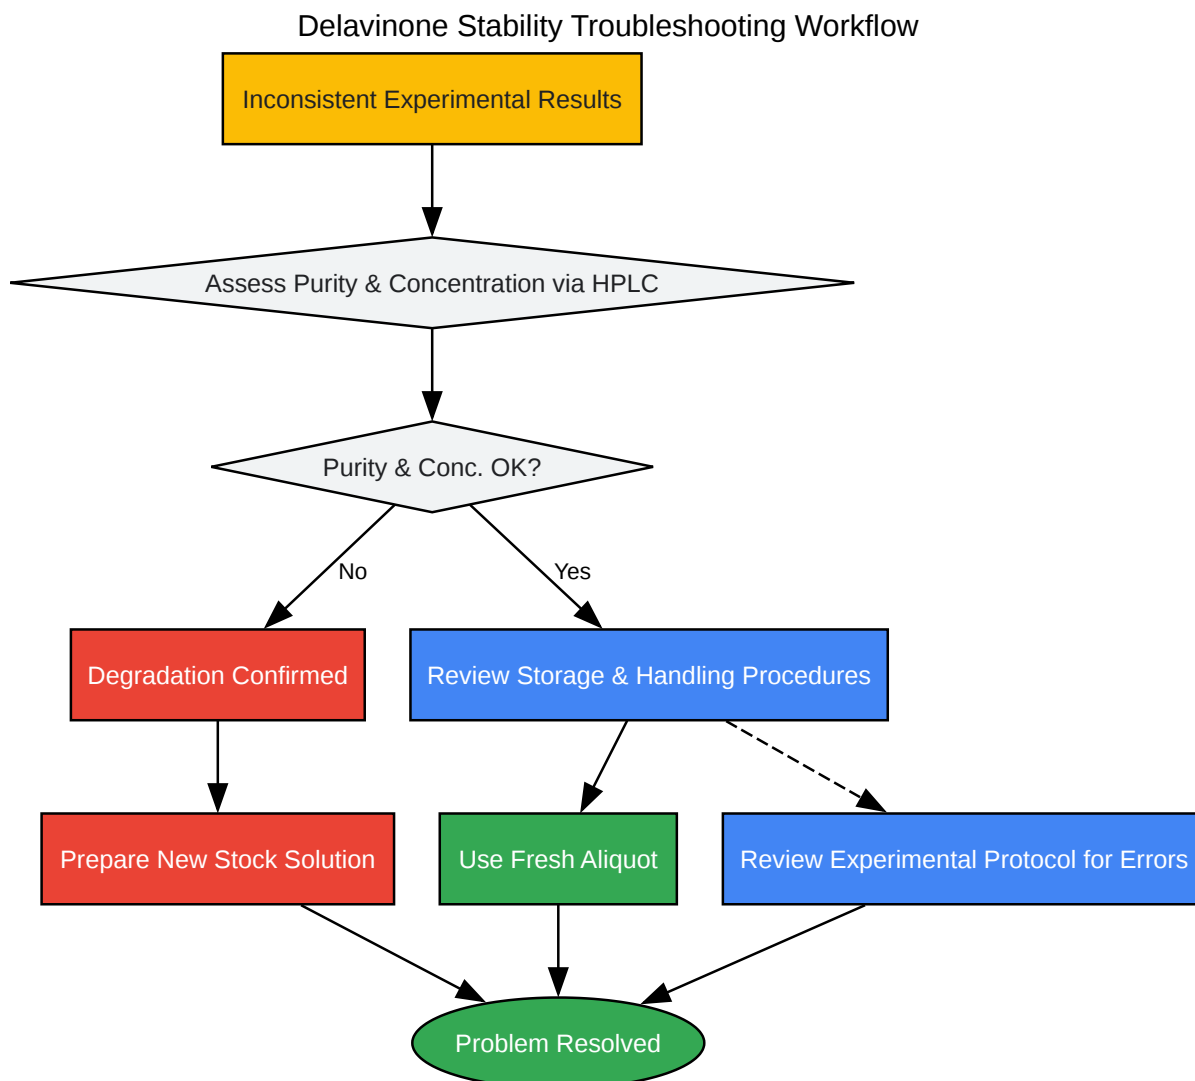 Delavinone Stability Troubleshooting Workflow
Inconsistent Experimental Results
Assess Purity & Concentration via HPLC
Purity & Conc. OK?
No
Yes
Degradation Confirmed
Review Storage & Handling Procedures
Prepare New Stock Solution
Use Fresh Aliquot
Review Experimental Protocol for Errors
Problem Resolved